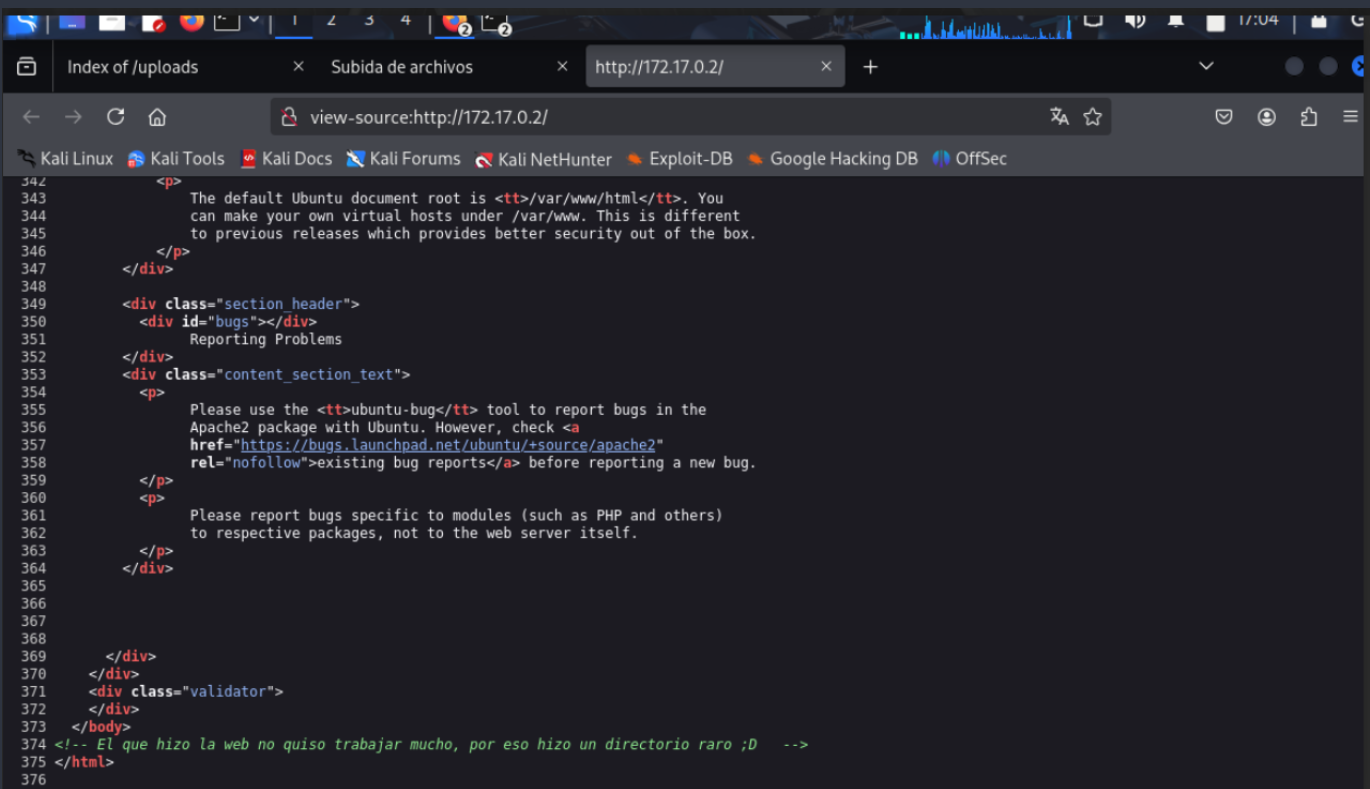 1 2 3 4 2 2 17:04
Index of /uploads × Subida de archivos × http://172.17.0.2/ × +
view-source:http://172.17.0.2/
Kali Linux Kali Tools Kali Docs Kali Forums Kali NetHunter Exploit-DB Google Hacking DB OffSec
342 <p>
343 The default Ubuntu document root is <tt>/var/www/html</tt>. You
344 can make your own virtual hosts under /var/www. This is different
345 to previous releases which provides better security out of the box.
346 </p>
347 </div>
348
349 <div class="section_header">
350 <div id="bugs"></div>
351 Reporting Problems
352 </div>
353 <div class="content_section_text">
354 <p>
355 Please use the <tt>ubuntu-bug</tt> tool to report bugs in the
356 Apache2 package with Ubuntu. However, check <a
357 href="https://bugs.launchpad.net/ubuntu/+source/apache2"
358 rel="nofollow">existing bug reports</a> before reporting a new bug.
359 </p>
360 <p>
361 Please report bugs specific to modules (such as PHP and others)
362 to respective packages, not to the web server itself.
363 </p>
364 </div>
365
366
367
368
369 </div>
370 </div>
371 <div class="validator">
372 </div>
373 </body>
374 <!-- El que hizo la web no quiso trabajar mucho, por eso hizo un directorio raro ;D -->
375 </html>
376